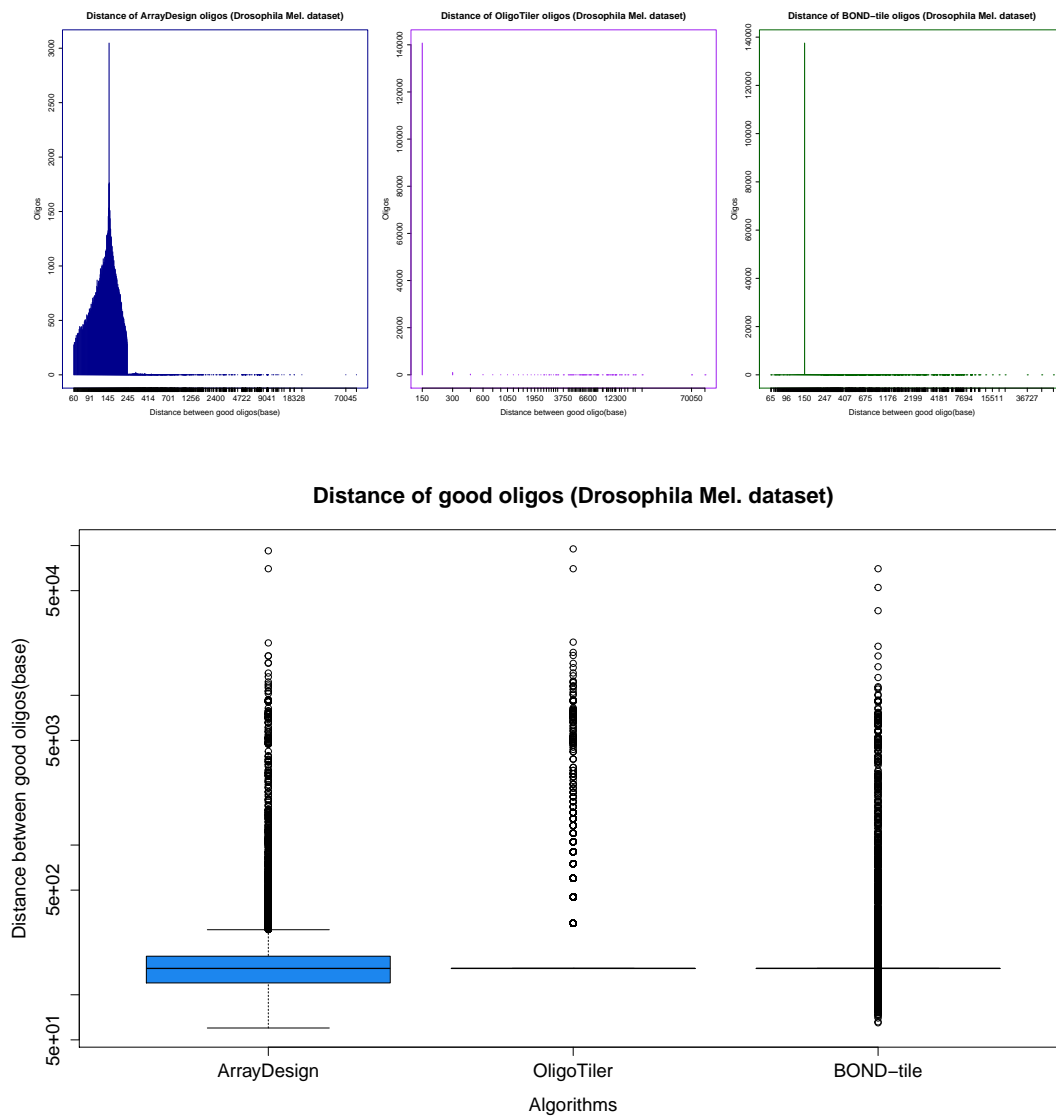 Distance of ArrayDesign oligos (Drosophila Mel. dataset)
Oligos
3000
2500
2000
1500
1000
500
0
60 91 145 245 414 701 1256 2400 4722 9041 18328 70045
Distance between good oligos(base)
Distance of OligoTiler oligos (Drosophila Mel. dataset)
Oligos
140000
120000
100000
80000
60000
40000
20000
0
150 300 600 1050 1950 3750 6600 12300 70050
Distance between good oligo(base)
Distance of BOND−tile oligos (Drosophila Mel. dataset)
Oligos
140000
120000
100000
80000
60000
40000
20000
0
65 96 150 247 407 675 1176 2199 4181 7694 15511 36727
Distance between good oligos(base)
Distance of good oligos (Drosophila Mel. dataset)
Distance between good oligos(base)
5e+04
5e+03
5e+02
5e+01
ArrayDesign OligoTiler BOND−tile
Algorithms